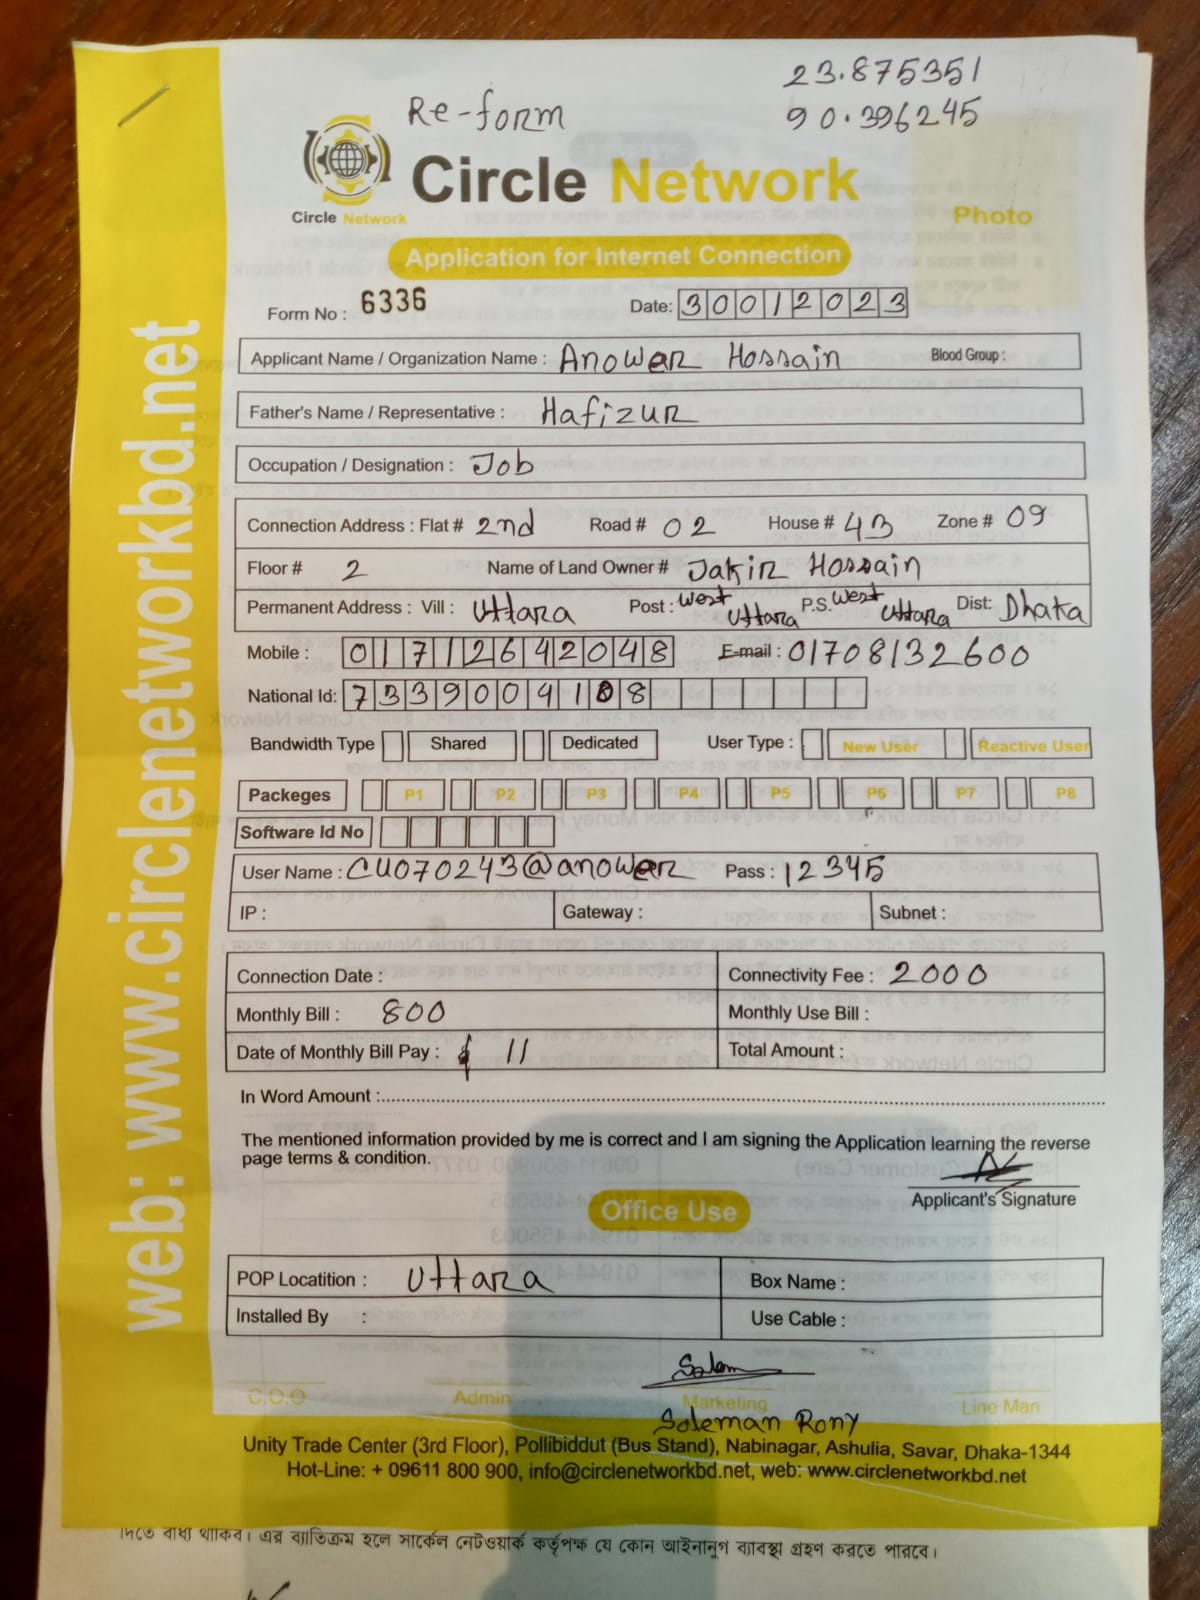 23.875351
Re-form
90.396245
Circle Network
Circle Network
Photo
Application for Internet Connection
Form No : 6336
Date: 30012023
Applicant Name / Organization Name : Anowar Hossain Blood Group :
Father's Name / Representative : Hafizur
Occupation / Designation : Job
Connection Address : Flat # 2nd Road # 02 House # 43 Zone # 09
Floor # 2 Name of Land Owner # Jakir Hossain
Permanent Address : Vill : Uttara Post : West Uttara P.S. West Uttara Dist: Dhaka
Mobile : 01712642048 E-mail : 01708132600
National Id: 7339004108
Bandwidth Type Shared Dedicated User Type : New User Reactive User
Packeges P1 P2 P3 P4 P5 P6 P7 P8
Software Id No
User Name : CU070243@anowar Pass : 12345
IP : Gateway : Subnet :
Connection Date : Connectivity Fee : 2000
Monthly Bill : 800 Monthly Use Bill :
Date of Monthly Bill Pay : 11 Total Amount :
In Word Amount :
The mentioned information provided by me is correct and I am signing the Application learning the reverse
page terms & condition.
Applicant's Signature
Office Use
POP Locatition : Uttara Box Name :
Installed By : Use Cable :
Solem
C.O.O Admin Marketing Line Man
Soleman Rony
Unity Trade Center (3rd Floor), Pollibiddut (Bus Stand), Nabinagar, Ashulia, Savar, Dhaka-1344
Hot-Line: + 09611 800 900, info@circlenetworkbd.net, web: www.circlenetworkbd.net
web: www.circlenetworkbd.net
দিতে বাধ্য থাকিব। এর ব্যতিক্রম হলে সার্কেল নেটওয়ার্ক কর্তৃপক্ষ যে কোন আইনানুগ ব্যাবস্থা গ্রহণ করতে পারবে।